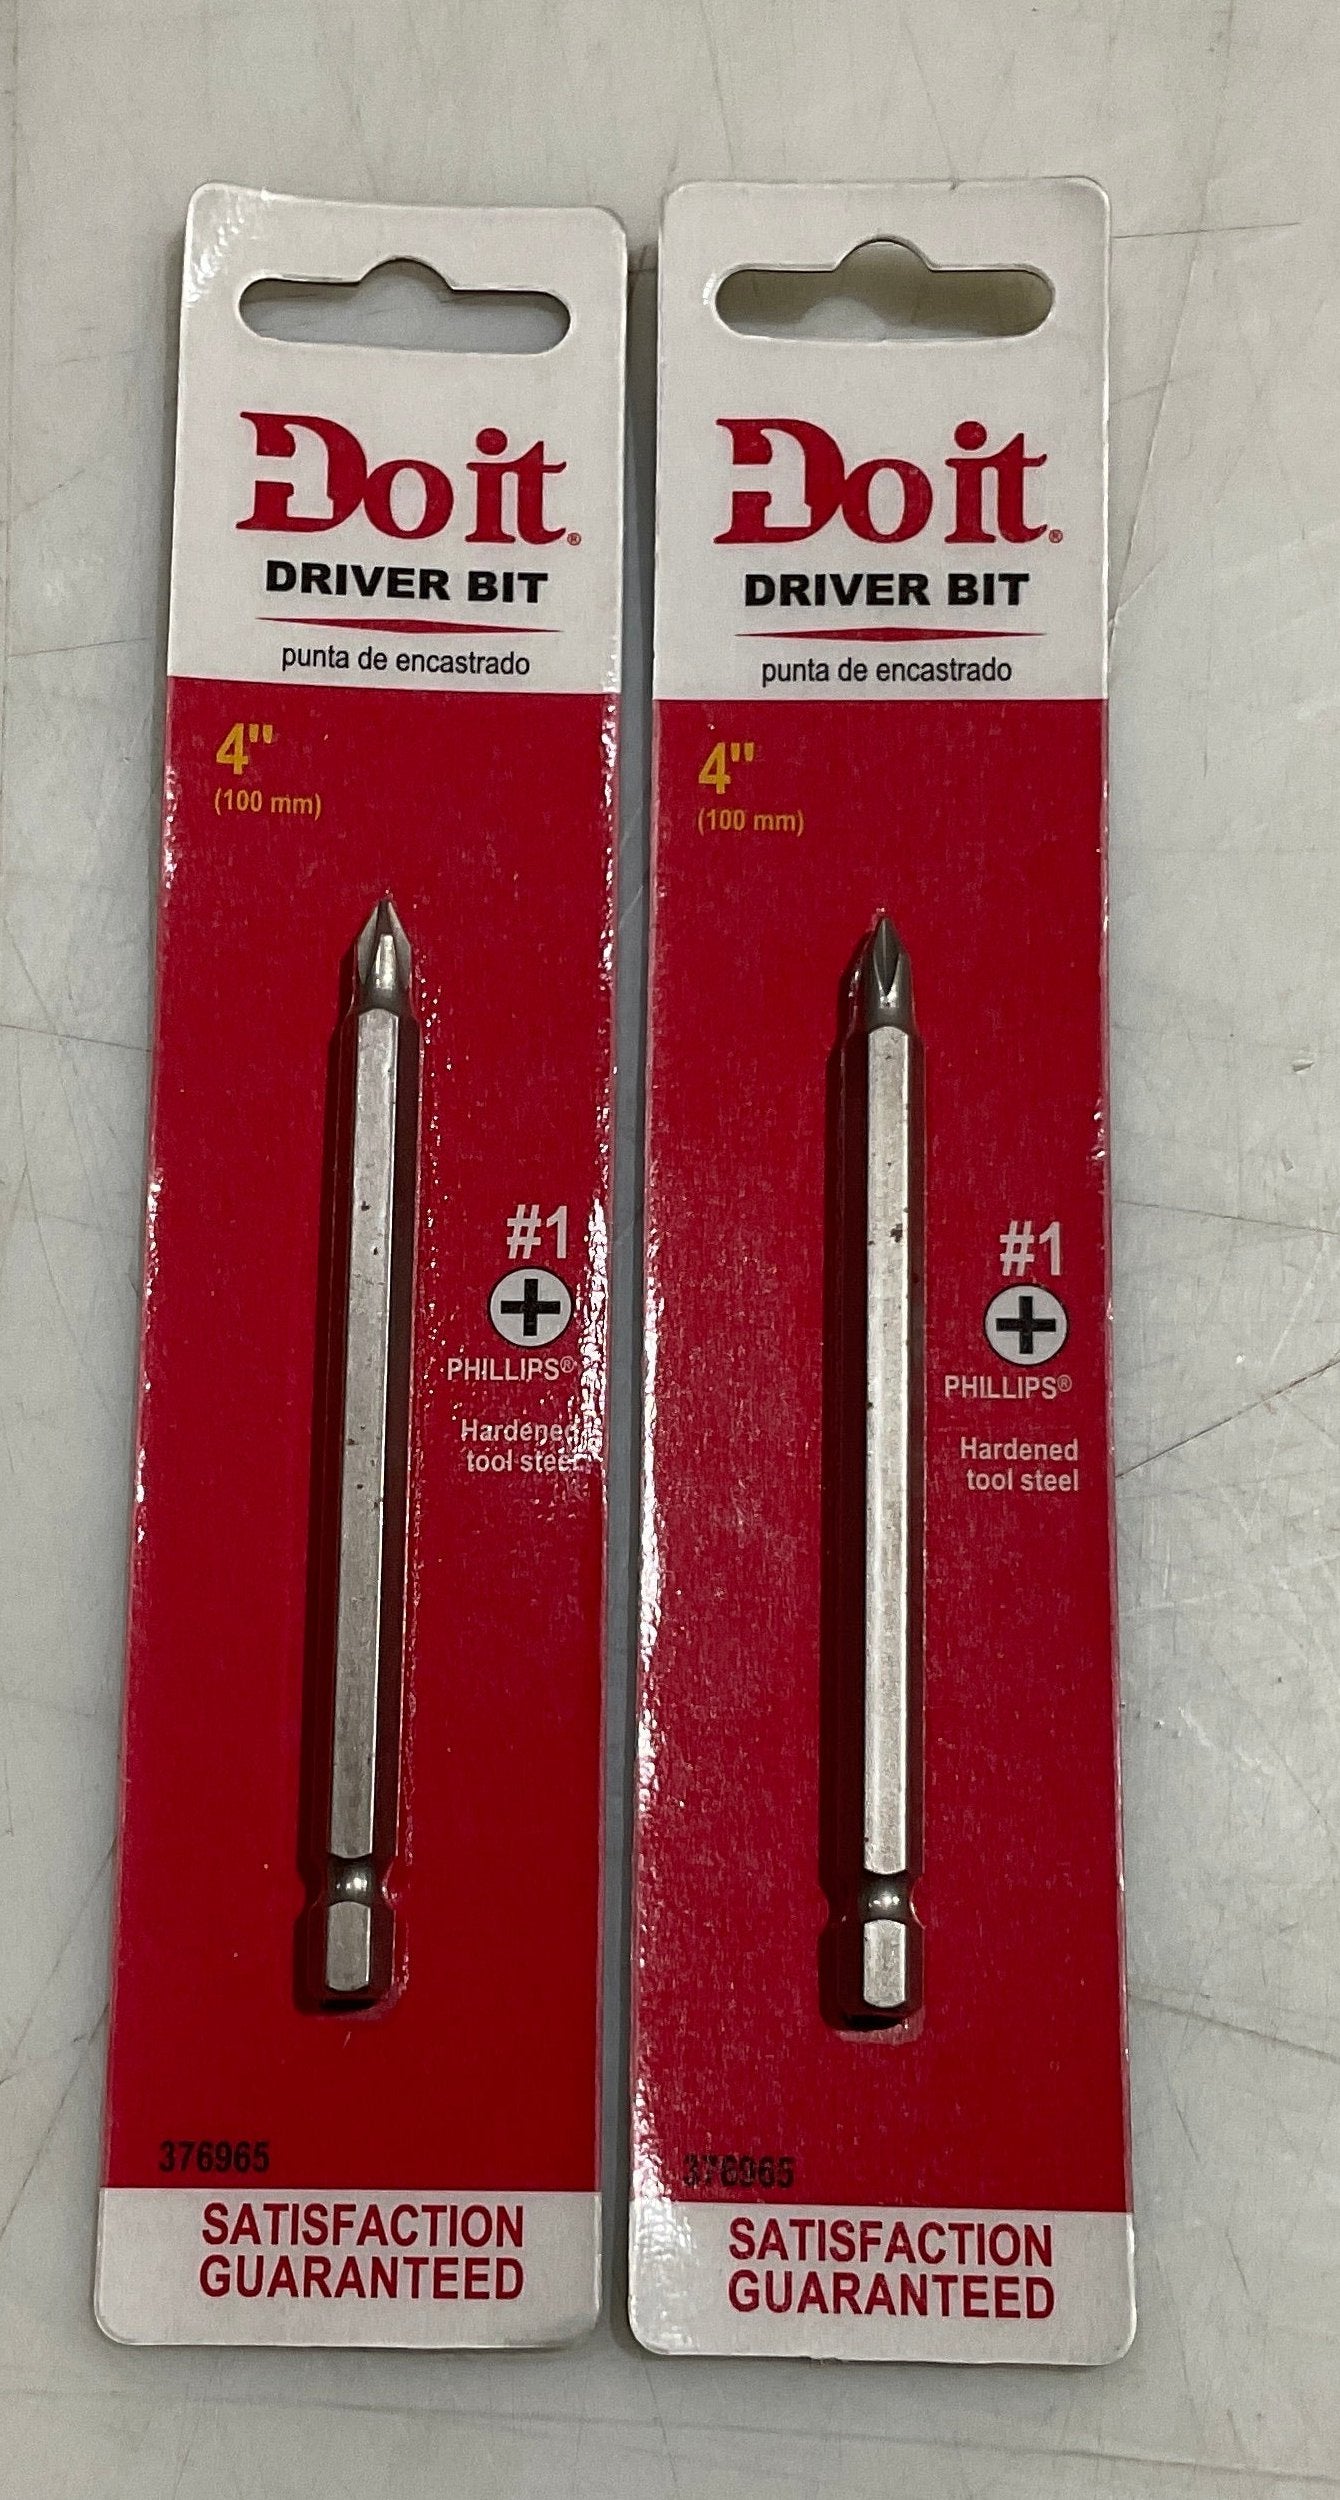 Do it®
DRIVER BIT
punta de encastrado
4"
(100 mm)
#1
PHILLIPS®
Hardened
tool steel
376965
SATISFACTION
GUARANTEED
Do it®
DRIVER BIT
punta de encastrado
4"
(100 mm)
#1
PHILLIPS®
Hardened
tool steel
376965
SATISFACTION
GUARANTEED